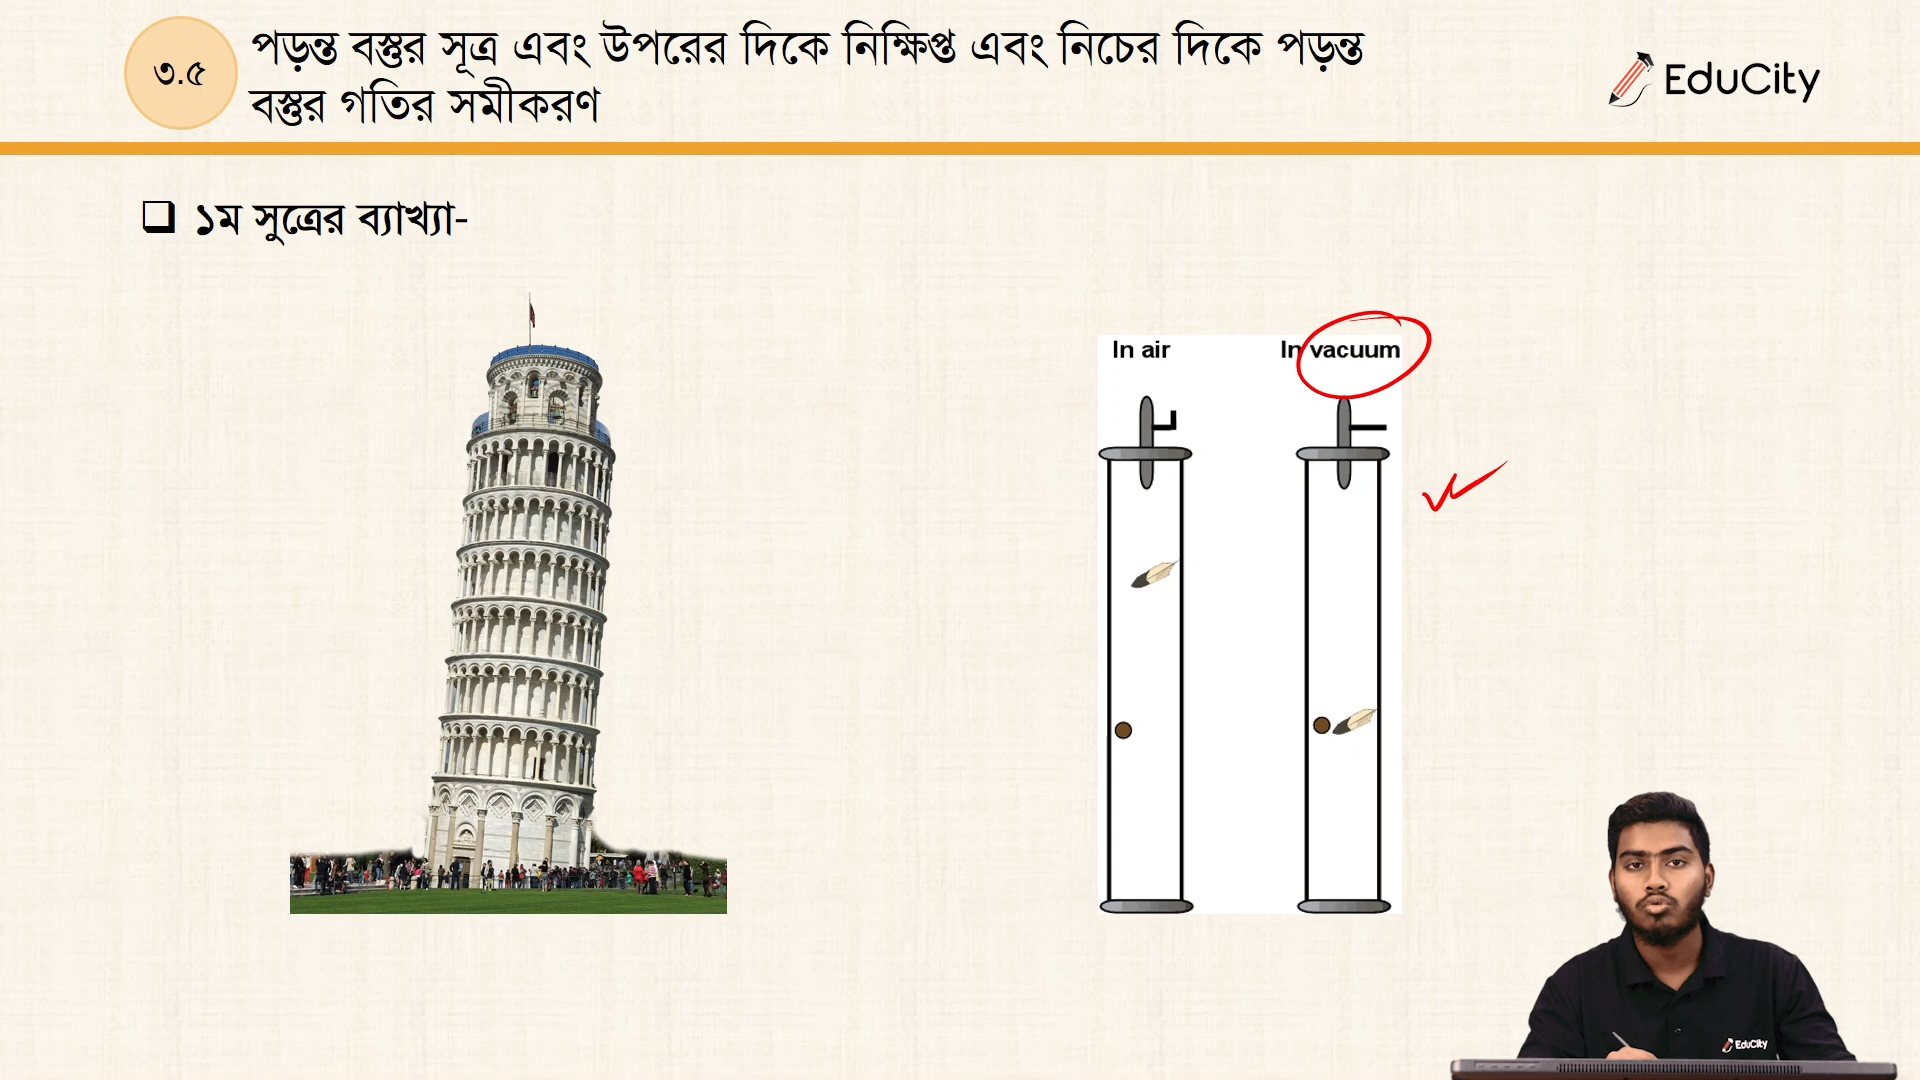 ৩.৫
পড়ন্ত বস্তুর সূত্র এবং উপরের দিকে নিক্ষিপ্ত এবং নিচের দিকে পড়ন্ত
বস্তুর গতির সমীকরণ
EduCity
১ম সুত্রের ব্যাখ্যা-
In air
In vacuum
EduCity